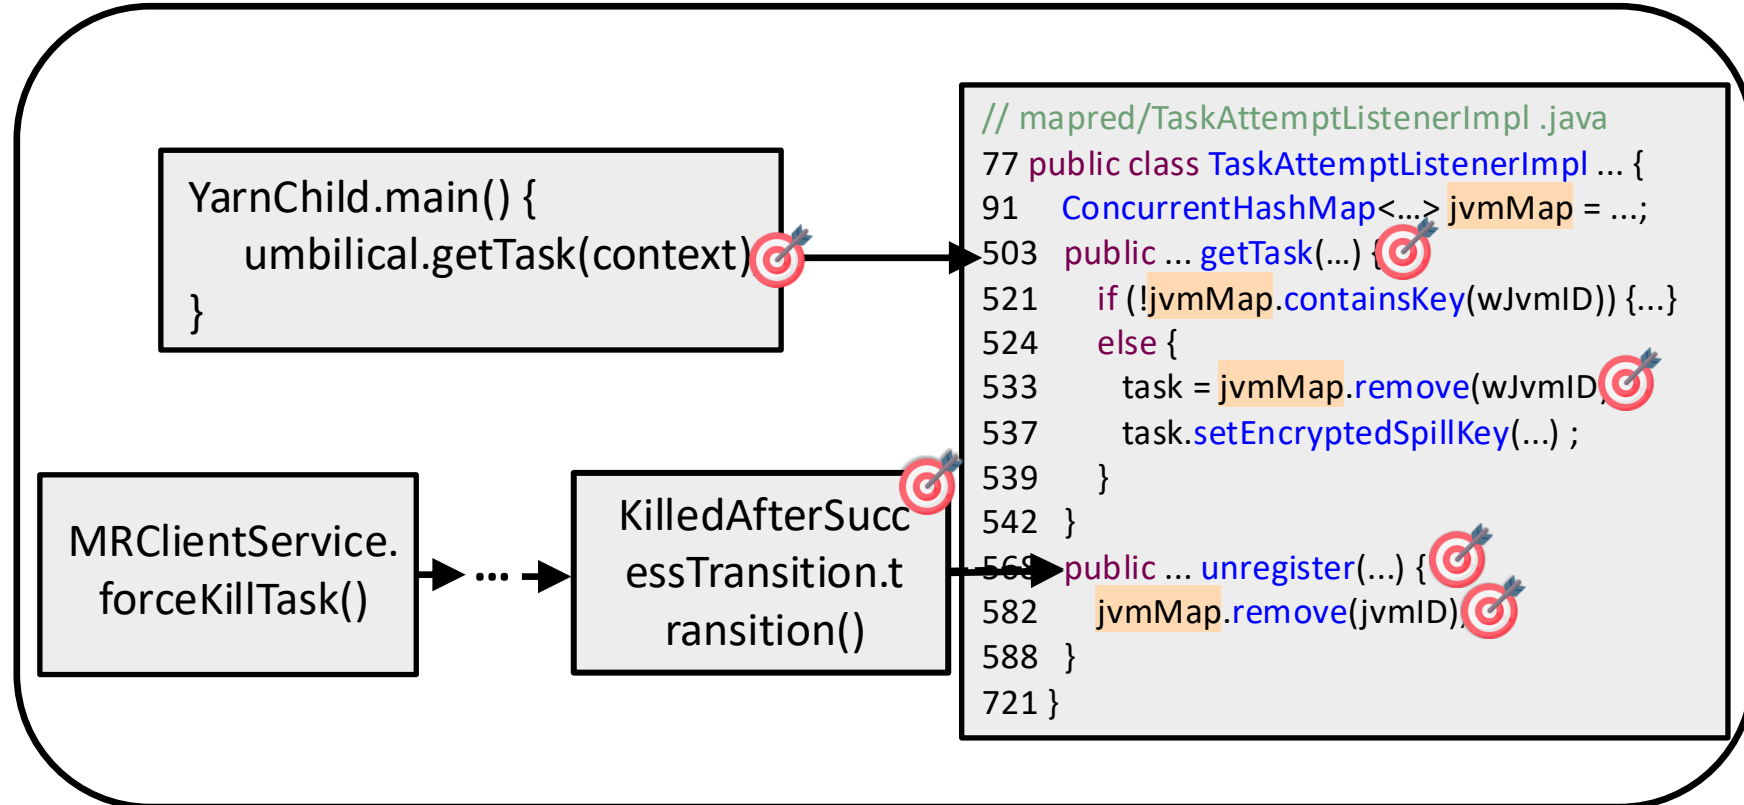 YarnChild.main() {
umbilical.getTask(context)
}
MRClientService.
forceKillTask()
...
KilledAfterSucc
essTransition.t
ransition()
// mapred/TaskAttemptListenerImpl .java
77 public class TaskAttemptListenerImpl ... {
91 ConcurrentHashMap<...> jvmMap = ...;
503 public ... getTask(...) {
521 if (!jvmMap.containsKey(wJvmID)) {...}
524 else {
533 task = jvmMap.remove(wJvmID)
537 task.setEncryptedSpillKey(...) ;
539 }
542 }
568 public ... unregister(...) {
582 jvmMap.remove(jvmID);
588 }
721 }